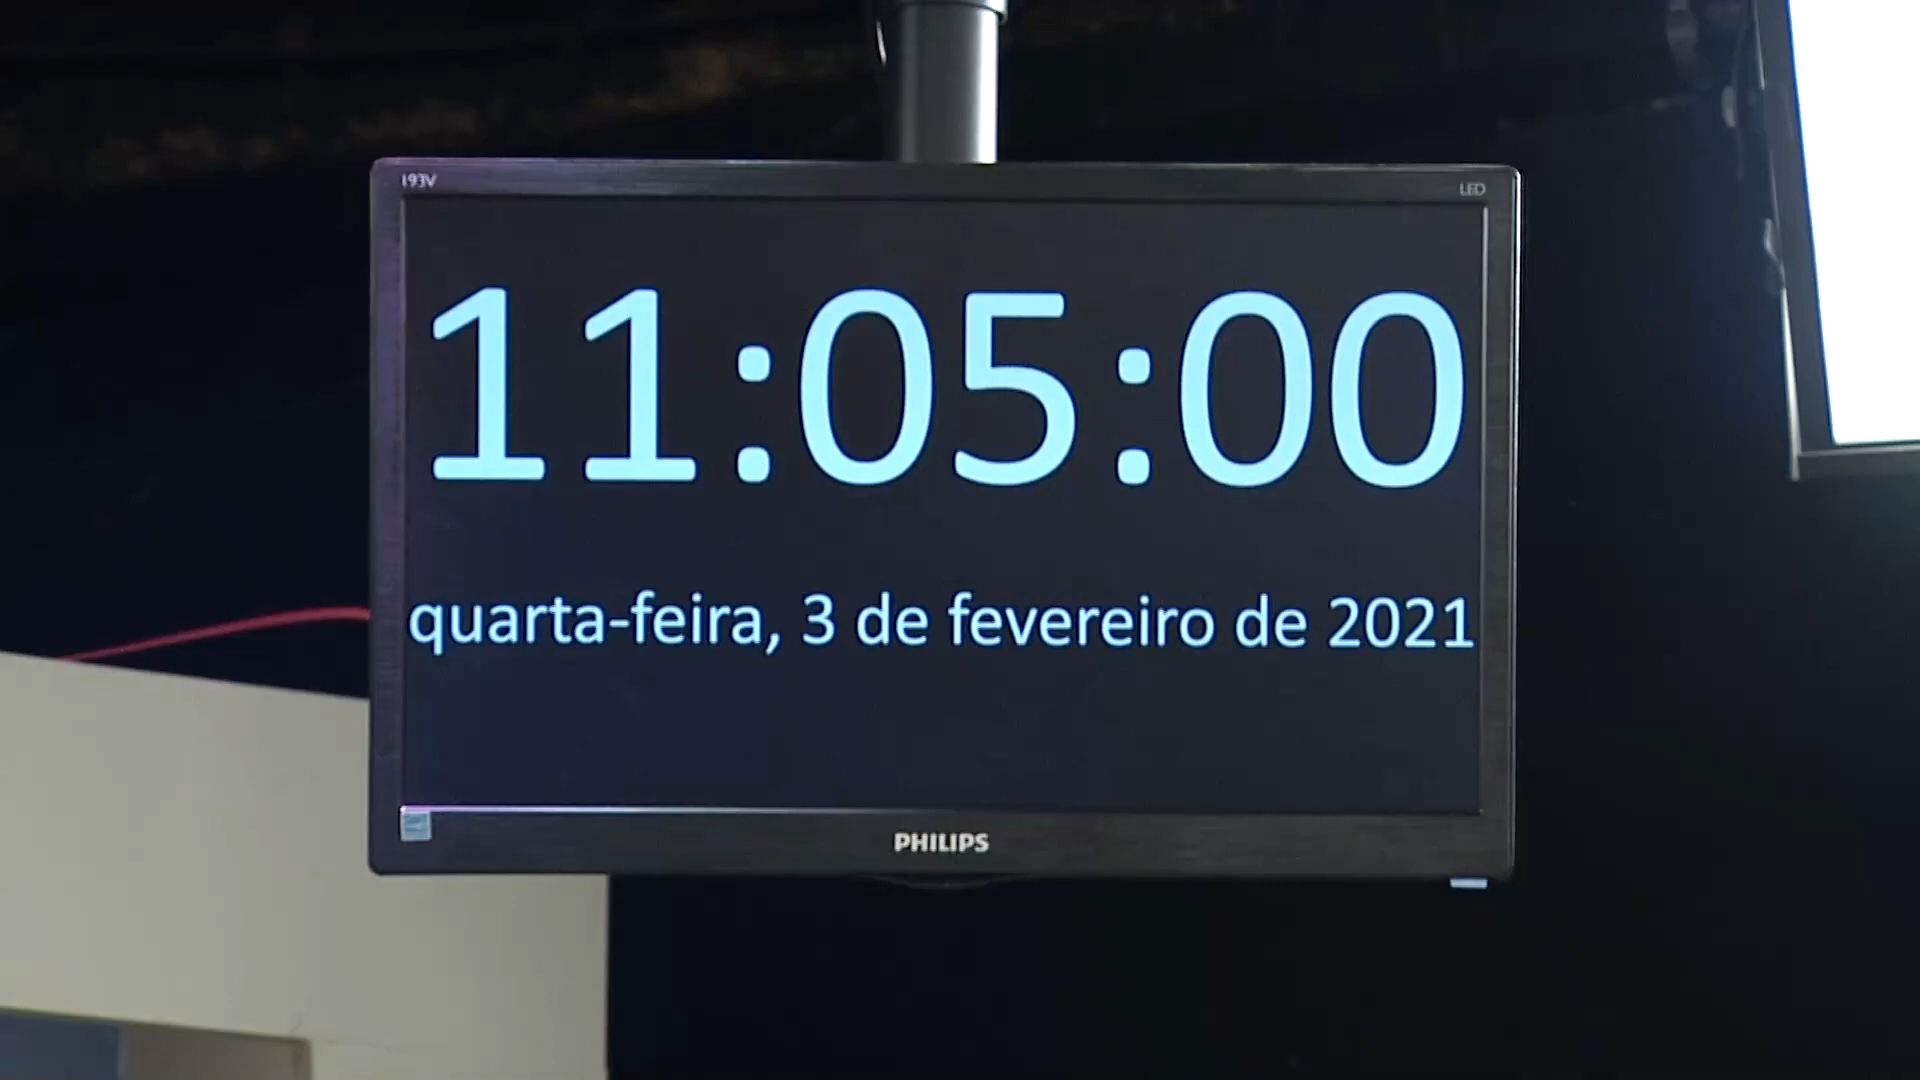 193V
LED
11:05:00
quarta-feira, 3 de fevereiro de 2021
PHILIPS